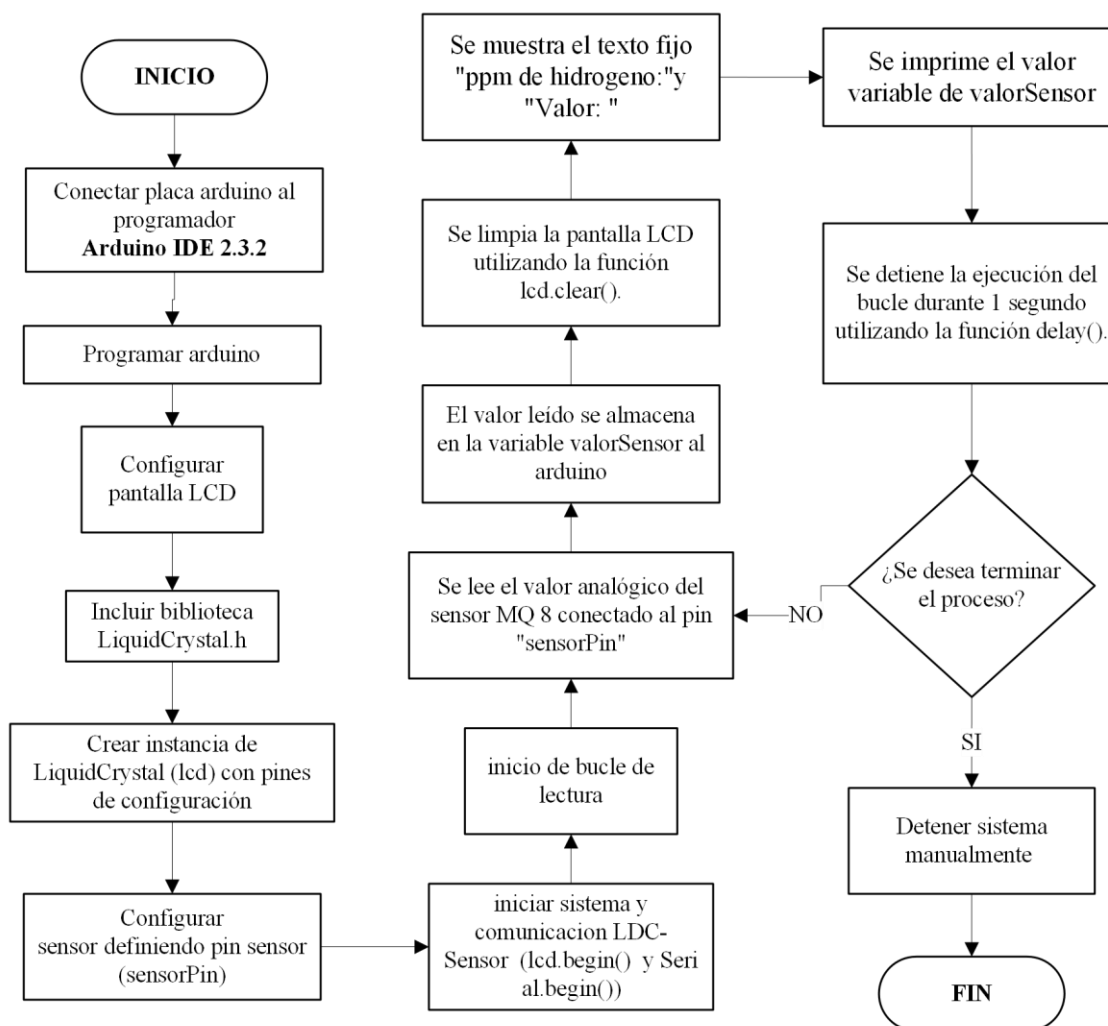 INICIO
Conectar placa arduino al
programador
Arduino IDE 2.3.2
Programar arduino
Configurar
pantalla LCD
Incluir biblioteca
LiquidCrystal.h
Crear instancia de
LiquidCrystal (lcd) con pines
de configuración
Configurar
sensor definiendo pin sensor
(sensorPin)
iniciar sistema y
comunicacion LDC-
Sensor (lcd.begin() y Seri
al.begin())
inicio de bucle de
lectura
Se lee el valor analógico del
sensor MQ 8 conectado al pin
"sensorPin"
El valor leído se almacena
en la variable valorSensor al
arduino
Se limpia la pantalla LCD
utilizando la función
lcd.clear().
Se muestra el texto fijo
"ppm de hidrogeno:"y
"Valor: "
Se imprime el valor
variable de valorSensor
Se detiene la ejecución del
bucle durante 1 segundo
utilizando la función delay().
¿Se desea terminar
el proceso?
NO
SI
Detener sistema
manualmente
FIN